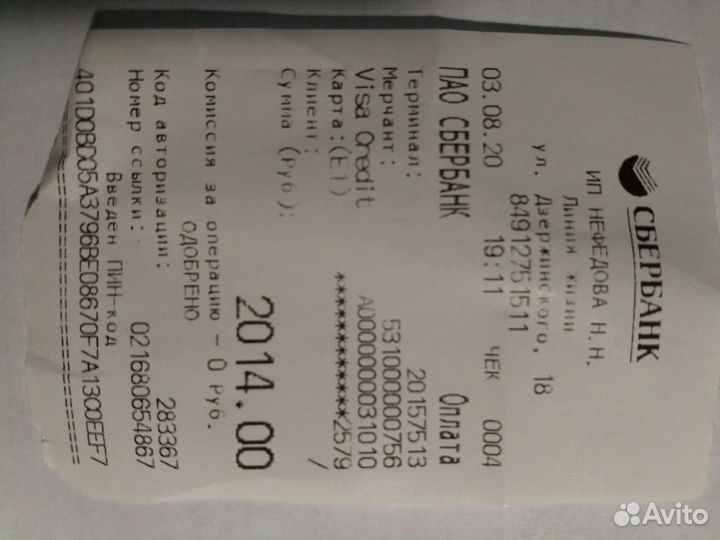 СБЕРБАНК
ИП НЕФЕДОВА Н.Н.
Линия жизни
ул. Дзержинского, 18
84912751511
03.08.20 19:11 ЧЕК 0004
ПАО СБЕРБАНК Оплата
Терминал: 20157513
Мерчант: 531000000756
Visa Credit A0000000031010
Карта:(E1) ************2579
Клиент: /
Сумма (Руб):
2014.00
Комиссия за операцию – 0 Руб.
ОДОБРЕНО
Код авторизации: 283367
Номер ссылки: 021680654867
Введен ПИН-код
401D0BD05A3796BE08670F7A13C0EEF7
Avito